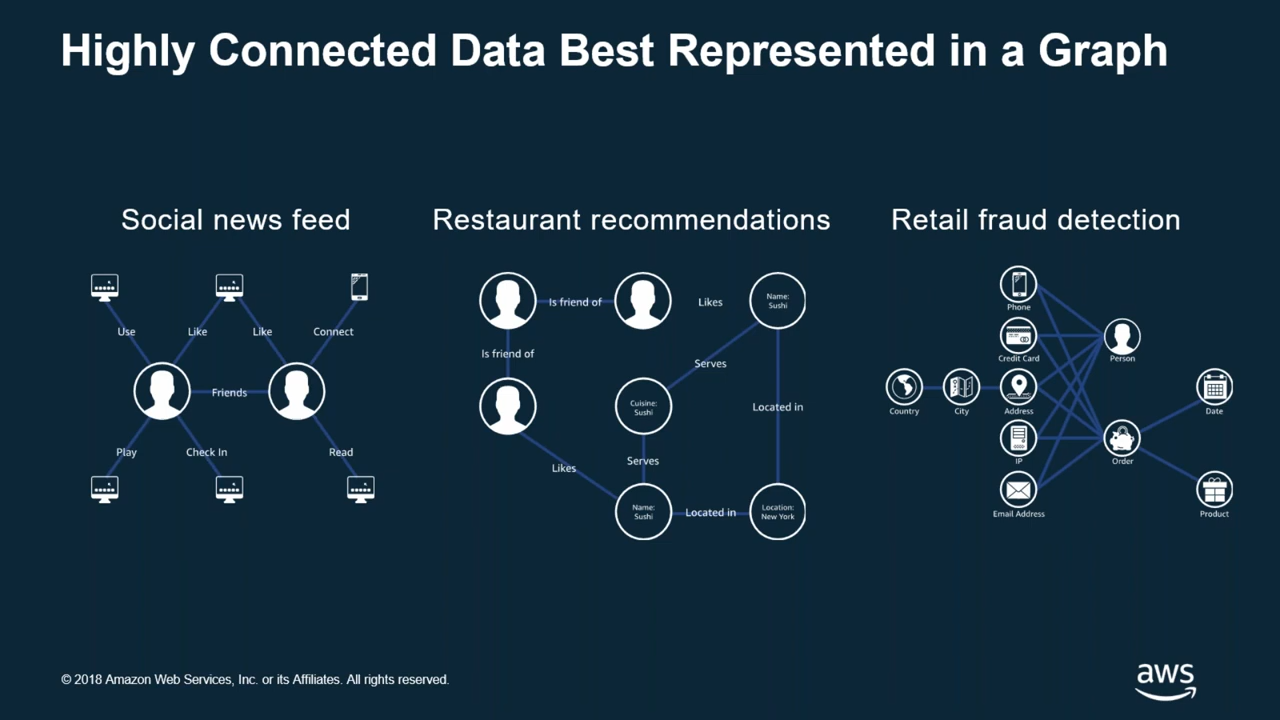 Highly Connected Data Best Represented in a Graph
Social news feed
Use
Like
Like
Connect
Friends
Play
Check In
Read
Restaurant recommendations
Is friend of
Likes
Name:
Sushi
Is friend of
Serves
Cuisine:
Sushi
Located in
Likes
Serves
Name:
Sushi
Located in
Location:
New York
Retail fraud detection
Phone
Credit Card
Person
Country
City
Address
Date
IP
Order
Email Address
Product
© 2018 Amazon Web Services, Inc. or its Affiliates. All rights reserved.
aws